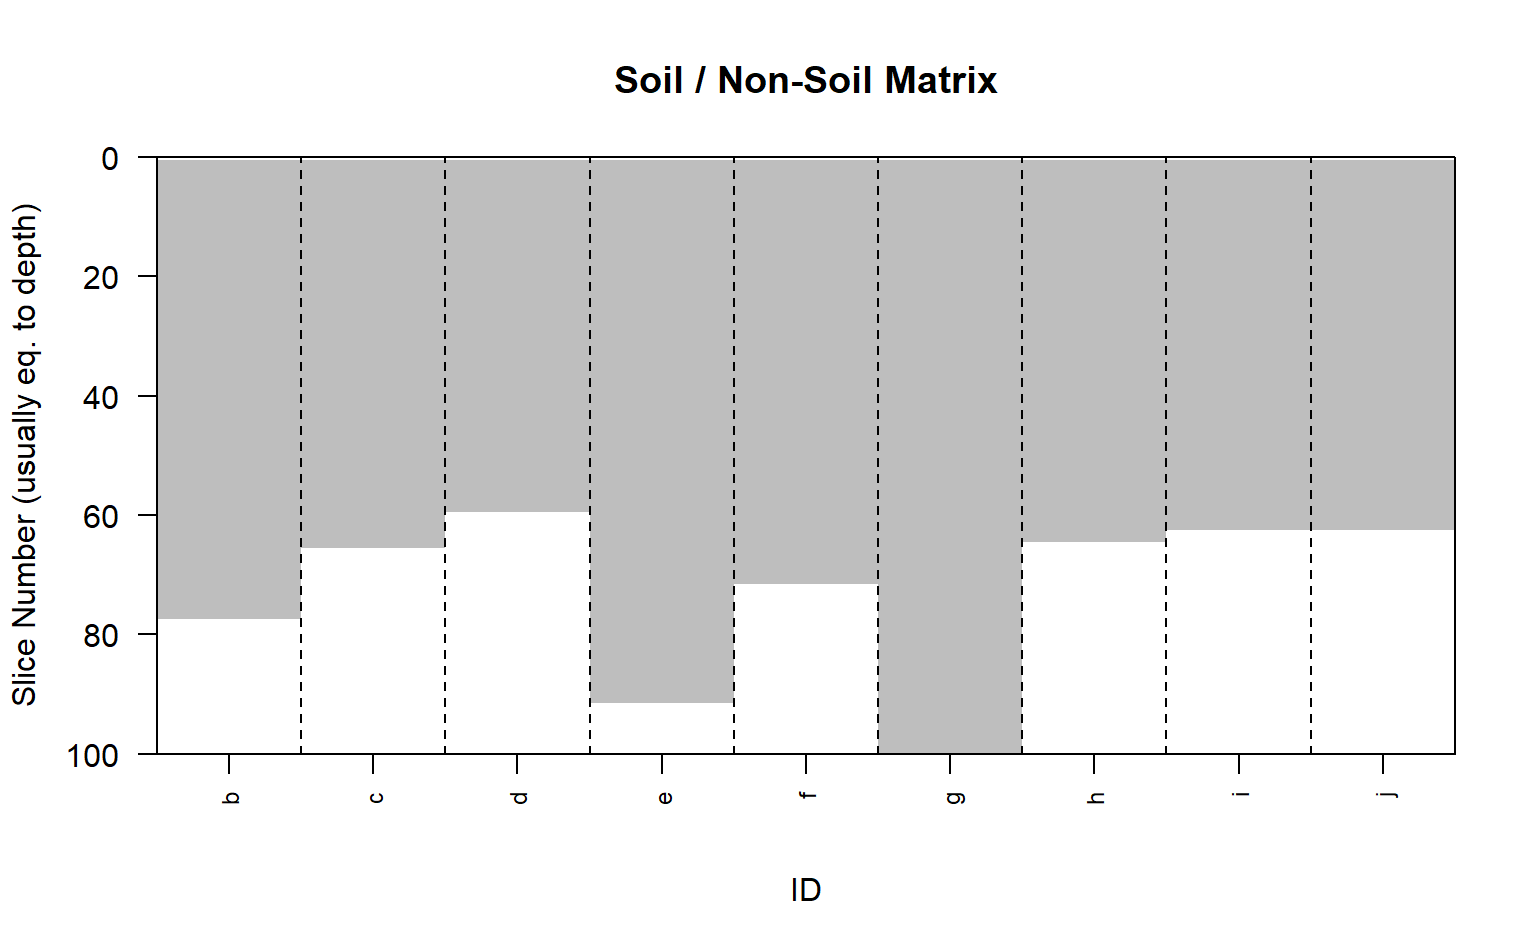 Soil / Non-Soil Matrix
Slice Number (usually eq. to depth)
0
20
40
60
80
100
b c d e f g h i j
ID